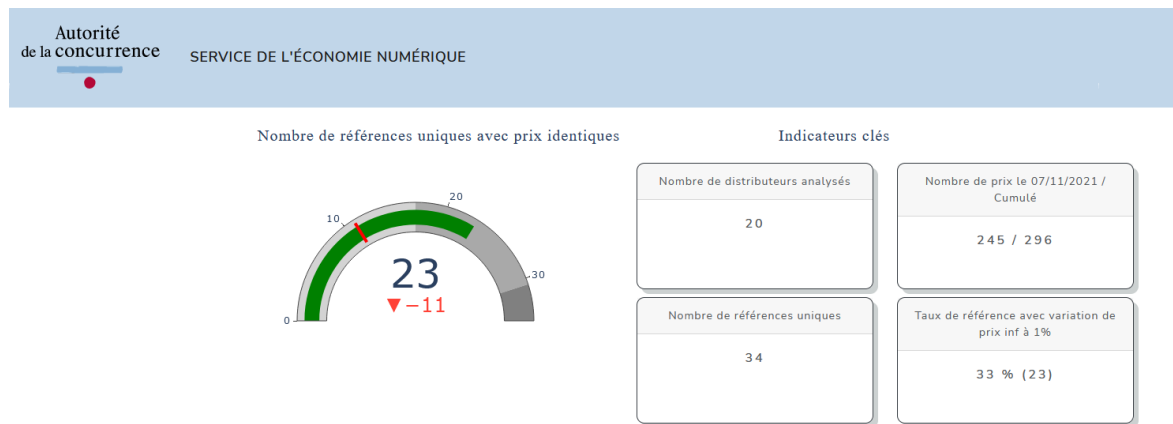 Autorité
de la concurrence
SERVICE DE L'ÉCONOMIE NUMÉRIQUE
Nombre de références uniques avec prix identiques
0
10
20
30
23
▼−11
Indicateurs clés
Nombre de distributeurs analysés
20
Nombre de prix le 07/11/2021 /
Cumulé
245 / 296
Nombre de références uniques
34
Taux de référence avec variation de
prix inf à 1%
33 % (23)